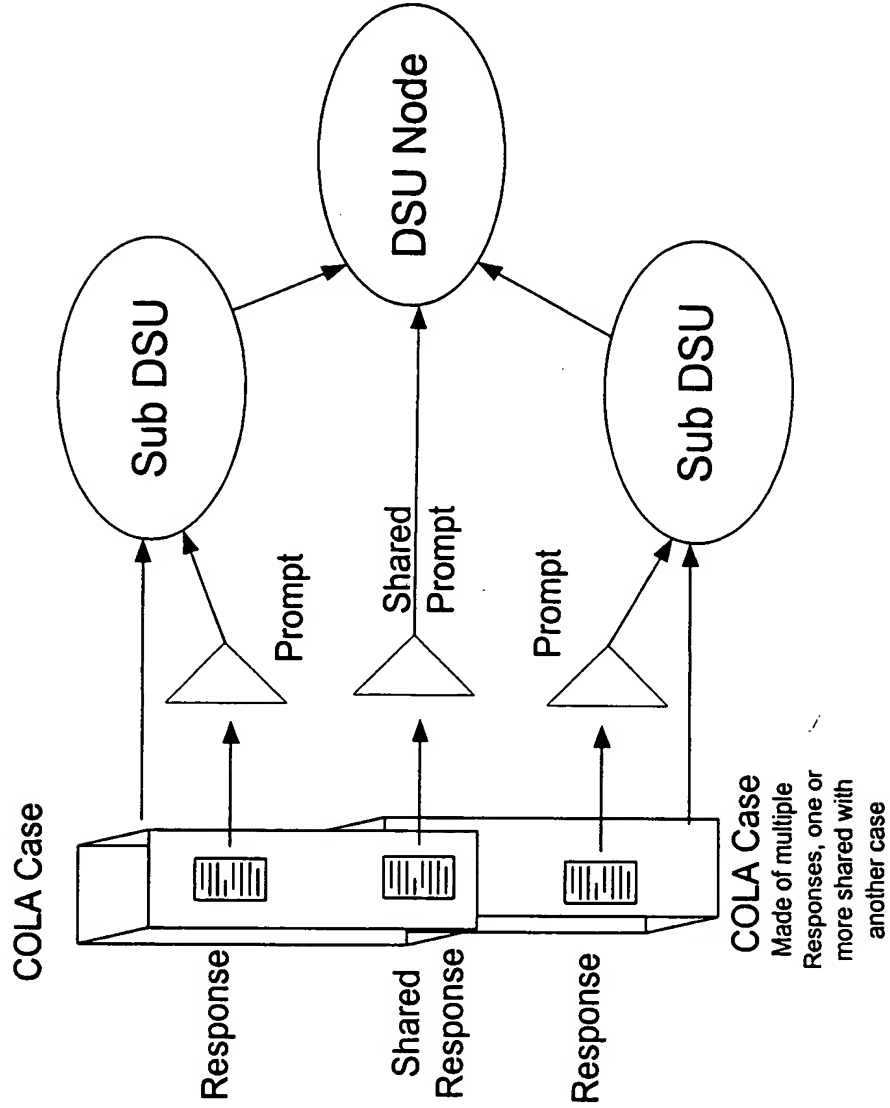 COLA Case
Response
Shared
Response
Response
COLA Case
Made of multiple
Responses, one or
more shared with
another case
Prompt
Shared
Prompt
Prompt
Sub DSU
Sub DSU
DSU Node